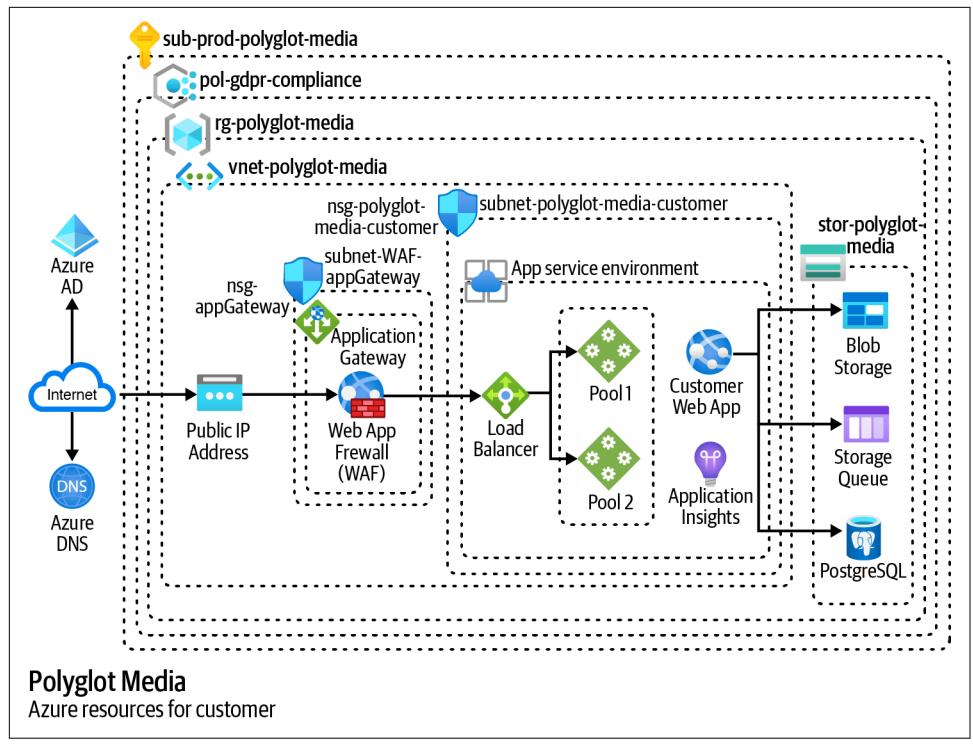 sub-prod-polyglot-media
pol-gdpr-compliance
rg-polyglot-media
vnet-polyglot-media
nsg-polyglot-
media-customer
subnet-polyglot-media-customer
stor-polyglot-
media
subnet-WAF-
appGateway
nsg-
appGateway
App service environment
Azure
AD
Application
Gateway
Internet
Public IP
Address
Web App
Firewall
(WAF)
Load
Balancer
Pool 1
Pool 2
Customer
Web App
Application
Insights
Blob
Storage
Storage
Queue
PostgreSQL
DNS
Azure
DNS
Polyglot Media
Azure resources for customer